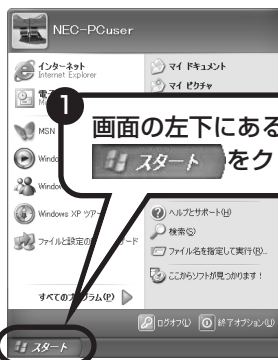 NEC-PCuser
インターネット
Internet Explorer
マイ ドキュメント
マイ ピクチャ
電
1
画面の左下にある
スタート をク
MSN
Windo
Windo
Windows XP ツア
ファイルと設定の ード
ヘルプとサポート(H)
検索(S)
ファイル名を指定して実行(R)...
ここからソフトが見つかります!
すべてのプログラム(P)
ログオフ(L)
終了オプション(U)
スタート